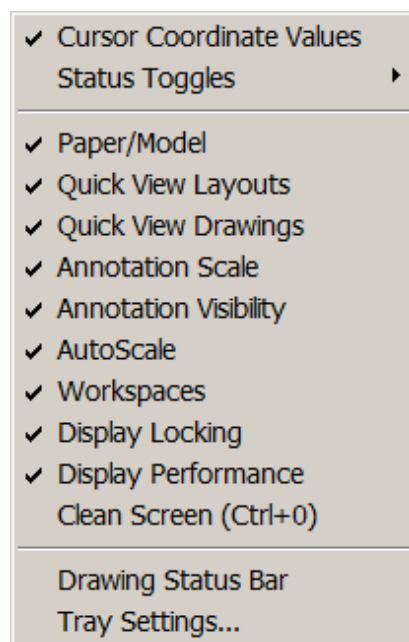 Cursor Coordinate Values
Status Toggles
Paper/Model
Quick View Layouts
Quick View Drawings
Annotation Scale
Annotation Visibility
AutoScale
Workspaces
Display Locking
Display Performance
Clean Screen (Ctrl+0)
Drawing Status Bar
Tray Settings...